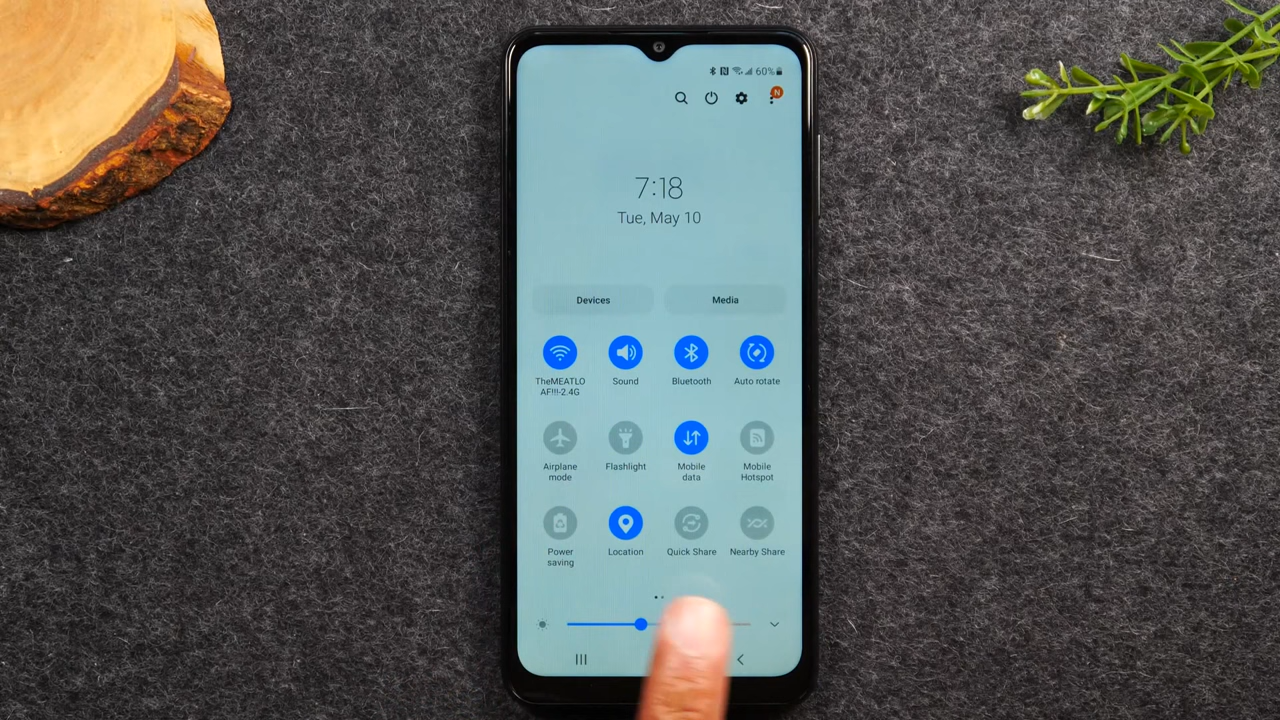 60%
N
7:18
Tue, May 10
Devices
Media
TheMEATLO
AF!!!-2.4G
Sound
Bluetooth
Auto rotate
Airplane
mode
Flashlight
Mobile
data
Mobile
Hotspot
Power
saving
Location
Quick Share
Nearby Share